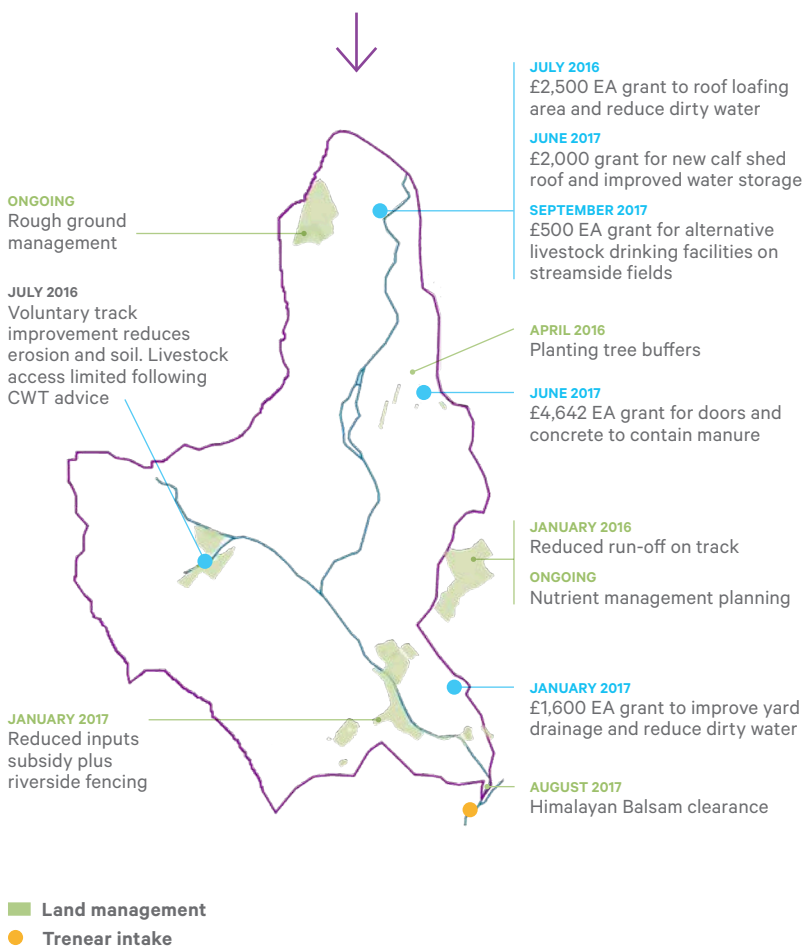 ONGOING
Rough ground
management
JULY 2016
Voluntary track
improvement reduces
erosion and soil. Livestock
access limited following
CWT advice
JANUARY 2017
Reduced inputs
subsidy plus
riverside fencing
JULY 2016
£2,500 EA grant to roof loafing
area and reduce dirty water
JUNE 2017
£2,000 grant for new calf shed
roof and improved water storage
SEPTEMBER 2017
£500 EA grant for alternative
livestock drinking facilities on
streamside fields
APRIL 2016
Planting tree buffers
JUNE 2017
£4,642 EA grant for doors and
concrete to contain manure
JANUARY 2016
Reduced run-off on track
ONGOING
Nutrient management planning
JANUARY 2017
£1,600 EA grant to improve yard
drainage and reduce dirty water
AUGUST 2017
Himalayan Balsam clearance
Land management
Trenear intake